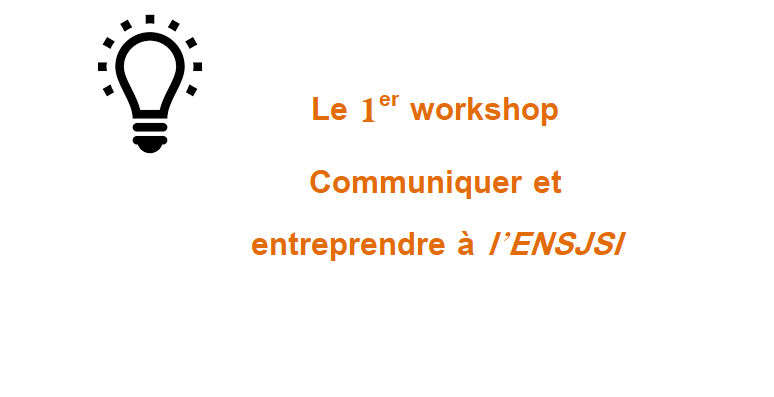 Le 1er workshop
Communiquer et
entreprendre à l’ENSJSI